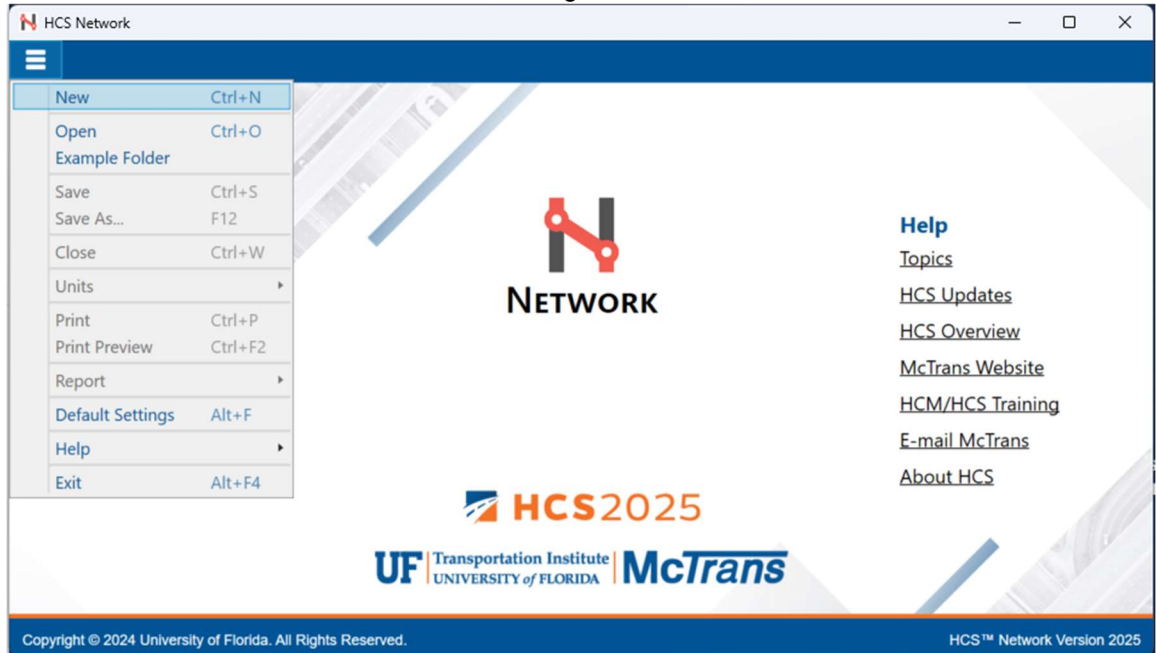 HCS Network
New Ctrl+N
Open Ctrl+O
Example Folder
Save Ctrl+S
Save As... F12
Close Ctrl+W
Units
Print Ctrl+P
Print Preview Ctrl+F2
Report
Default Settings Alt+F
Help
Exit Alt+F4
NETWORK
Help
Topics
HCS Updates
HCS Overview
McTrans Website
HCM/HCS Training
E-mail McTrans
About HCS
HCS2025
UF Transportation Institute
UNIVERSITY of FLORIDA
McTrans
Copyright © 2024 University of Florida. All Rights Reserved.
HCS™ Network Version 2025